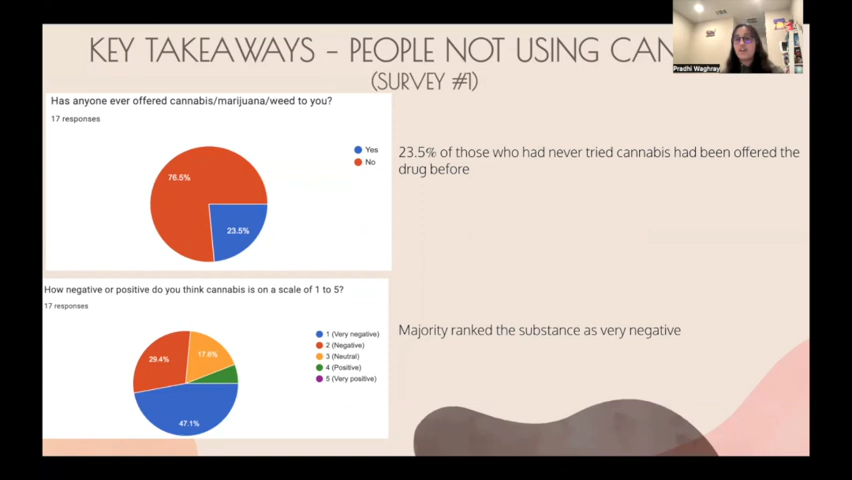 KEY TAKEAWAYS – PEOPLE NOT USING CAN
(SURVEY #1)
Pradhi Waghray
Has anyone ever offered cannabis/marijuana/weed to you?
17 responses
Yes
No
76.5%
23.5%
23.5% of those who had never tried cannabis had been offered the
drug before
How negative or positive do you think cannabis is on a scale of 1 to 5?
17 responses
1 (Very negative)
2 (Negative)
3 (Neutral)
4 (Positive)
5 (Very positive)
29.4%
17.6%
47.1%
Majority ranked the substance as very negative